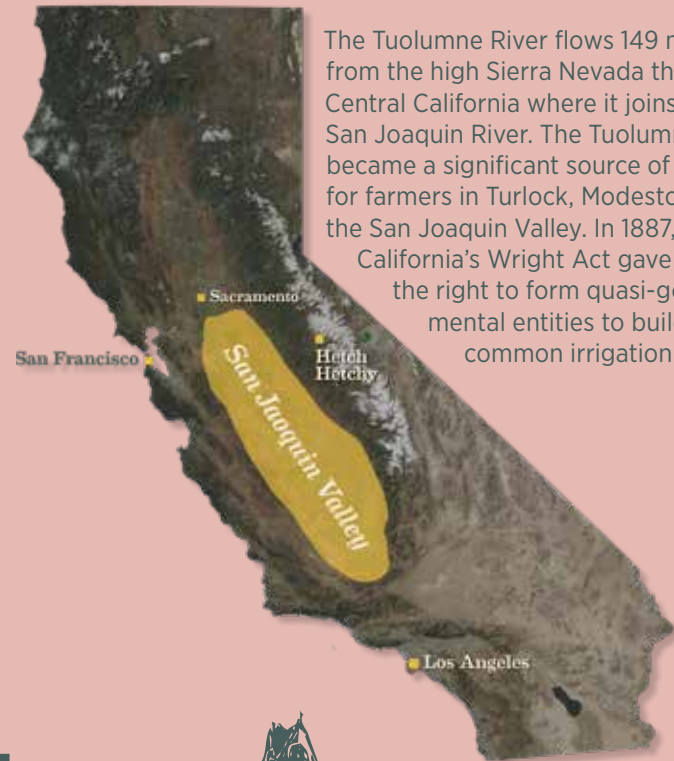 The Tuolumne River flows 149 m
from the high Sierra Nevada th
Central California where it joins
San Joaquin River. The Tuolumn
became a significant source of
for farmers in Turlock, Modesto
the San Joaquin Valley. In 1887,
California’s Wright Act gave
the right to form quasi-go
mental entities to buil
common irrigation
Sacramento
San Francisco
Hetch
Hetchy
San Jaoquin Valley
Los Angeles